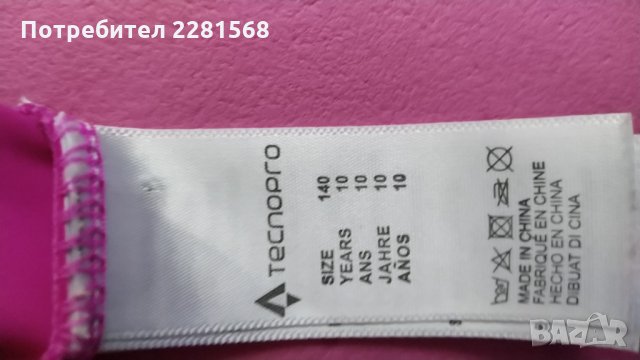 Потребител 2281568
TECNOPRO
SIZE 140
YEARS 10
ANS 10
JAHRE 10
AÑOS 10
MADE IN CHINA
FABRIQUÉ EN CHINE
HECHO EN CHINA
DIBUAT DI CINA
BAZAR